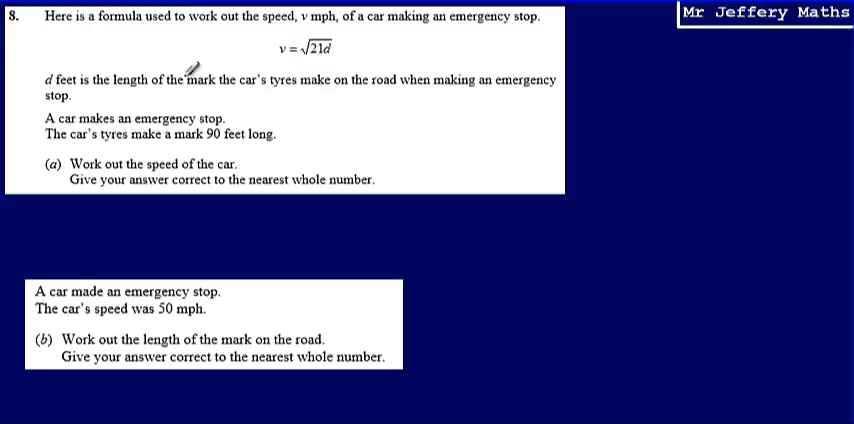 Mr Jeffery Maths
8. Here is a formula used to work out the speed, v mph, of a car making an emergency stop.
v = √21d
d feet is the length of the mark the car's tyres make on the road when making an emergency
stop.
A car makes an emergency stop.
The car's tyres make a mark 90 feet long.
(a) Work out the speed of the car.
Give your answer correct to the nearest whole number.
A car made an emergency stop.
The car's speed was 50 mph.
(b) Work out the length of the mark on the road.
Give your answer correct to the nearest whole number.